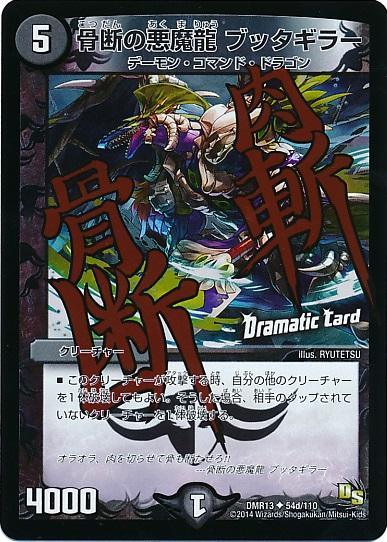 5
こつだん あくまりゅう
骨断の悪魔龍 ブッタギラー
デーモン・コマンド・ドラゴン
内斬
骨断
Dramatic Card
illus. RYUTETSU
クリーチャー
■ このクリーチャーが攻撃する時、自分の他のクリーチャー
を1体破壊してもよい。そうした場合、相手のタップされて
いないクリーチャーを1体破壊する。
オラオラ、肉を切らせて骨も断たせろ!!
---骨断の悪魔龍 ブッタギラー
4000
1
DMR13 ◆ 54d/110
©2014 Wizards/Shogakukan/Mitsui-Kids
DS